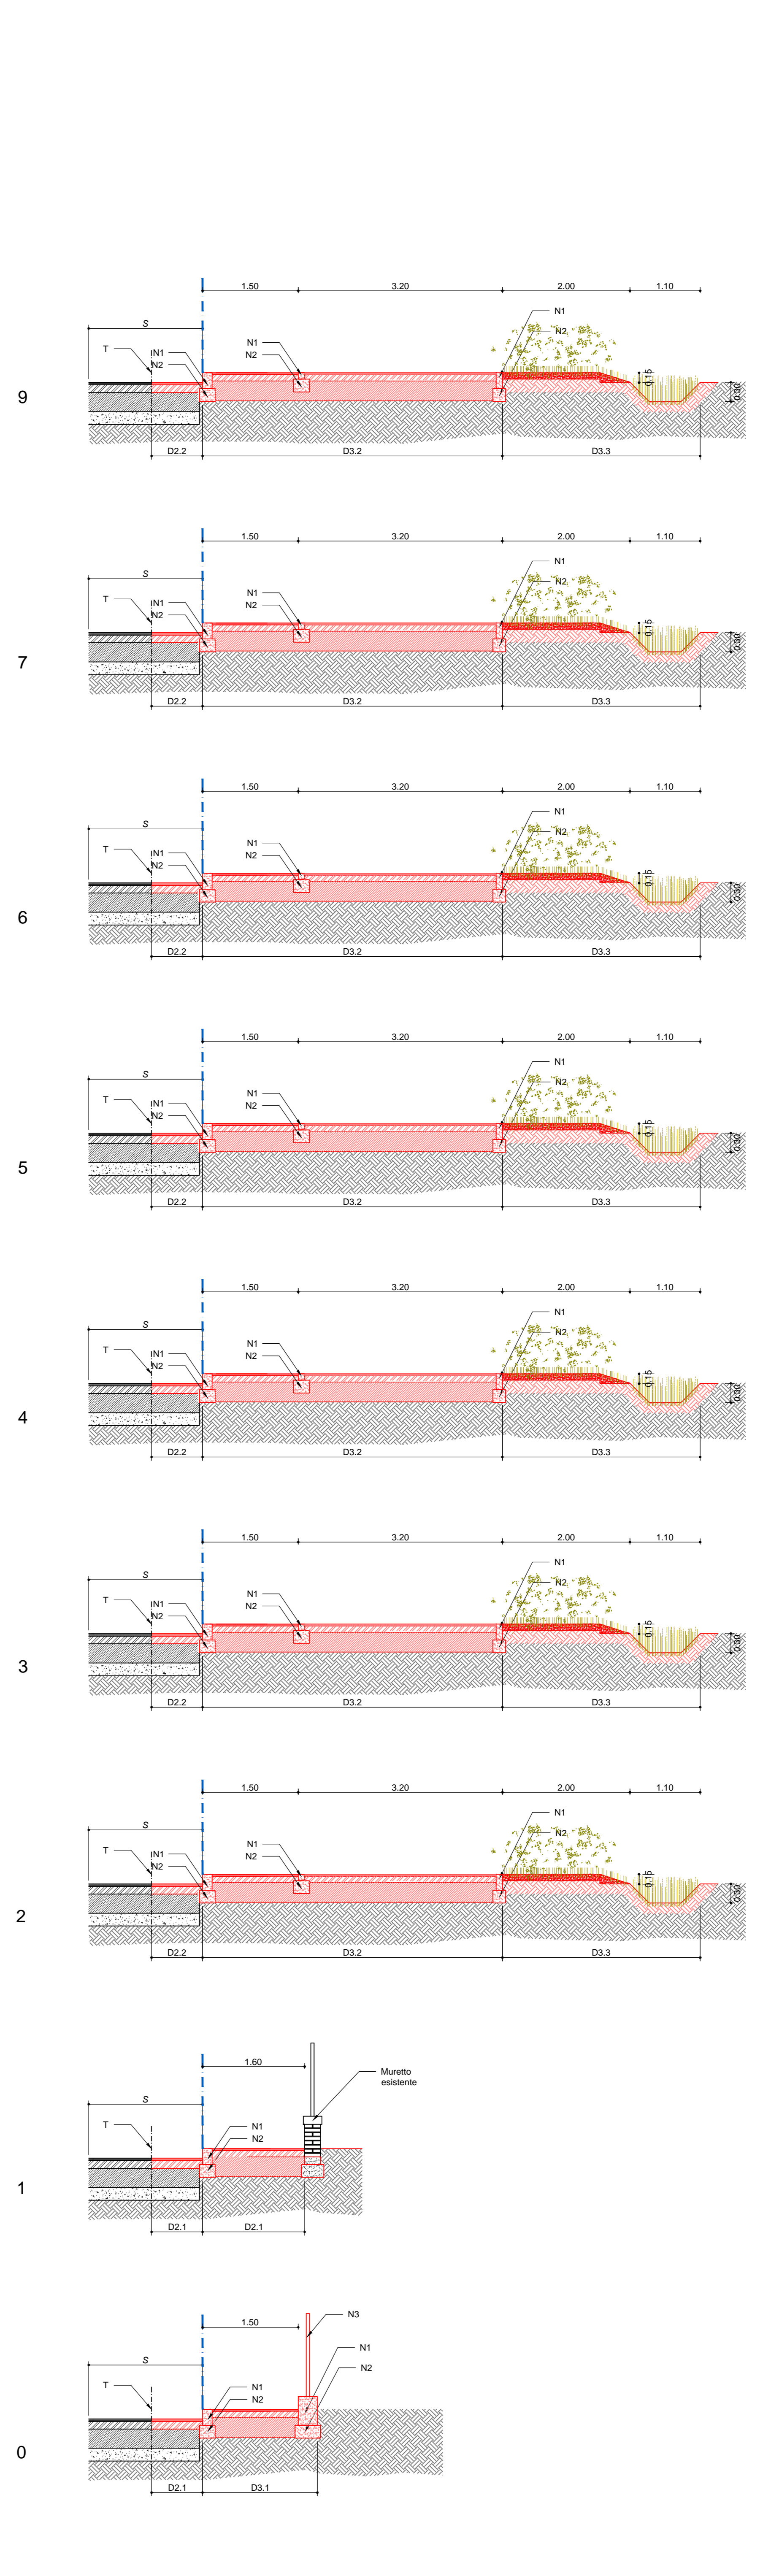 1.50 3.20 2.00 1.10
S
N1
T N1 N1 N2
N2 N2
0.15
0.30
9
D2.2 D3.2 D3.3
1.50 3.20 2.00 1.10
S
N1
T N1 N1 N2
N2 N2
0.15
0.30
7
D2.2 D3.2 D3.3
1.50 3.20 2.00 1.10
S
N1
T N1 N1 N2
N2 N2
0.15
0.30
6
D2.2 D3.2 D3.3
1.50 3.20 2.00 1.10
S
N1
T N1 N1 N2
N2 N2
0.15
0.30
5
D2.2 D3.2 D3.3
1.50 3.20 2.00 1.10
S
N1
T N1 N1 N2
N2 N2
0.15
0.30
4
D2.2 D3.2 D3.3
1.50 3.20 2.00 1.10
S
N1
T N1 N1 N2
N2 N2
0.15
0.30
3
D2.2 D3.2 D3.3
1.50 3.20 2.00 1.10
S
N1
T N1 N1 N2
N2 N2
0.15
0.30
2
D2.2 D3.2 D3.3
1.60
Muretto
esistente
S
T N1
N2
1
D2.1 D2.1
N3
1.50
N1
S
N2
T N1
N2
0
D2.1 D3.1